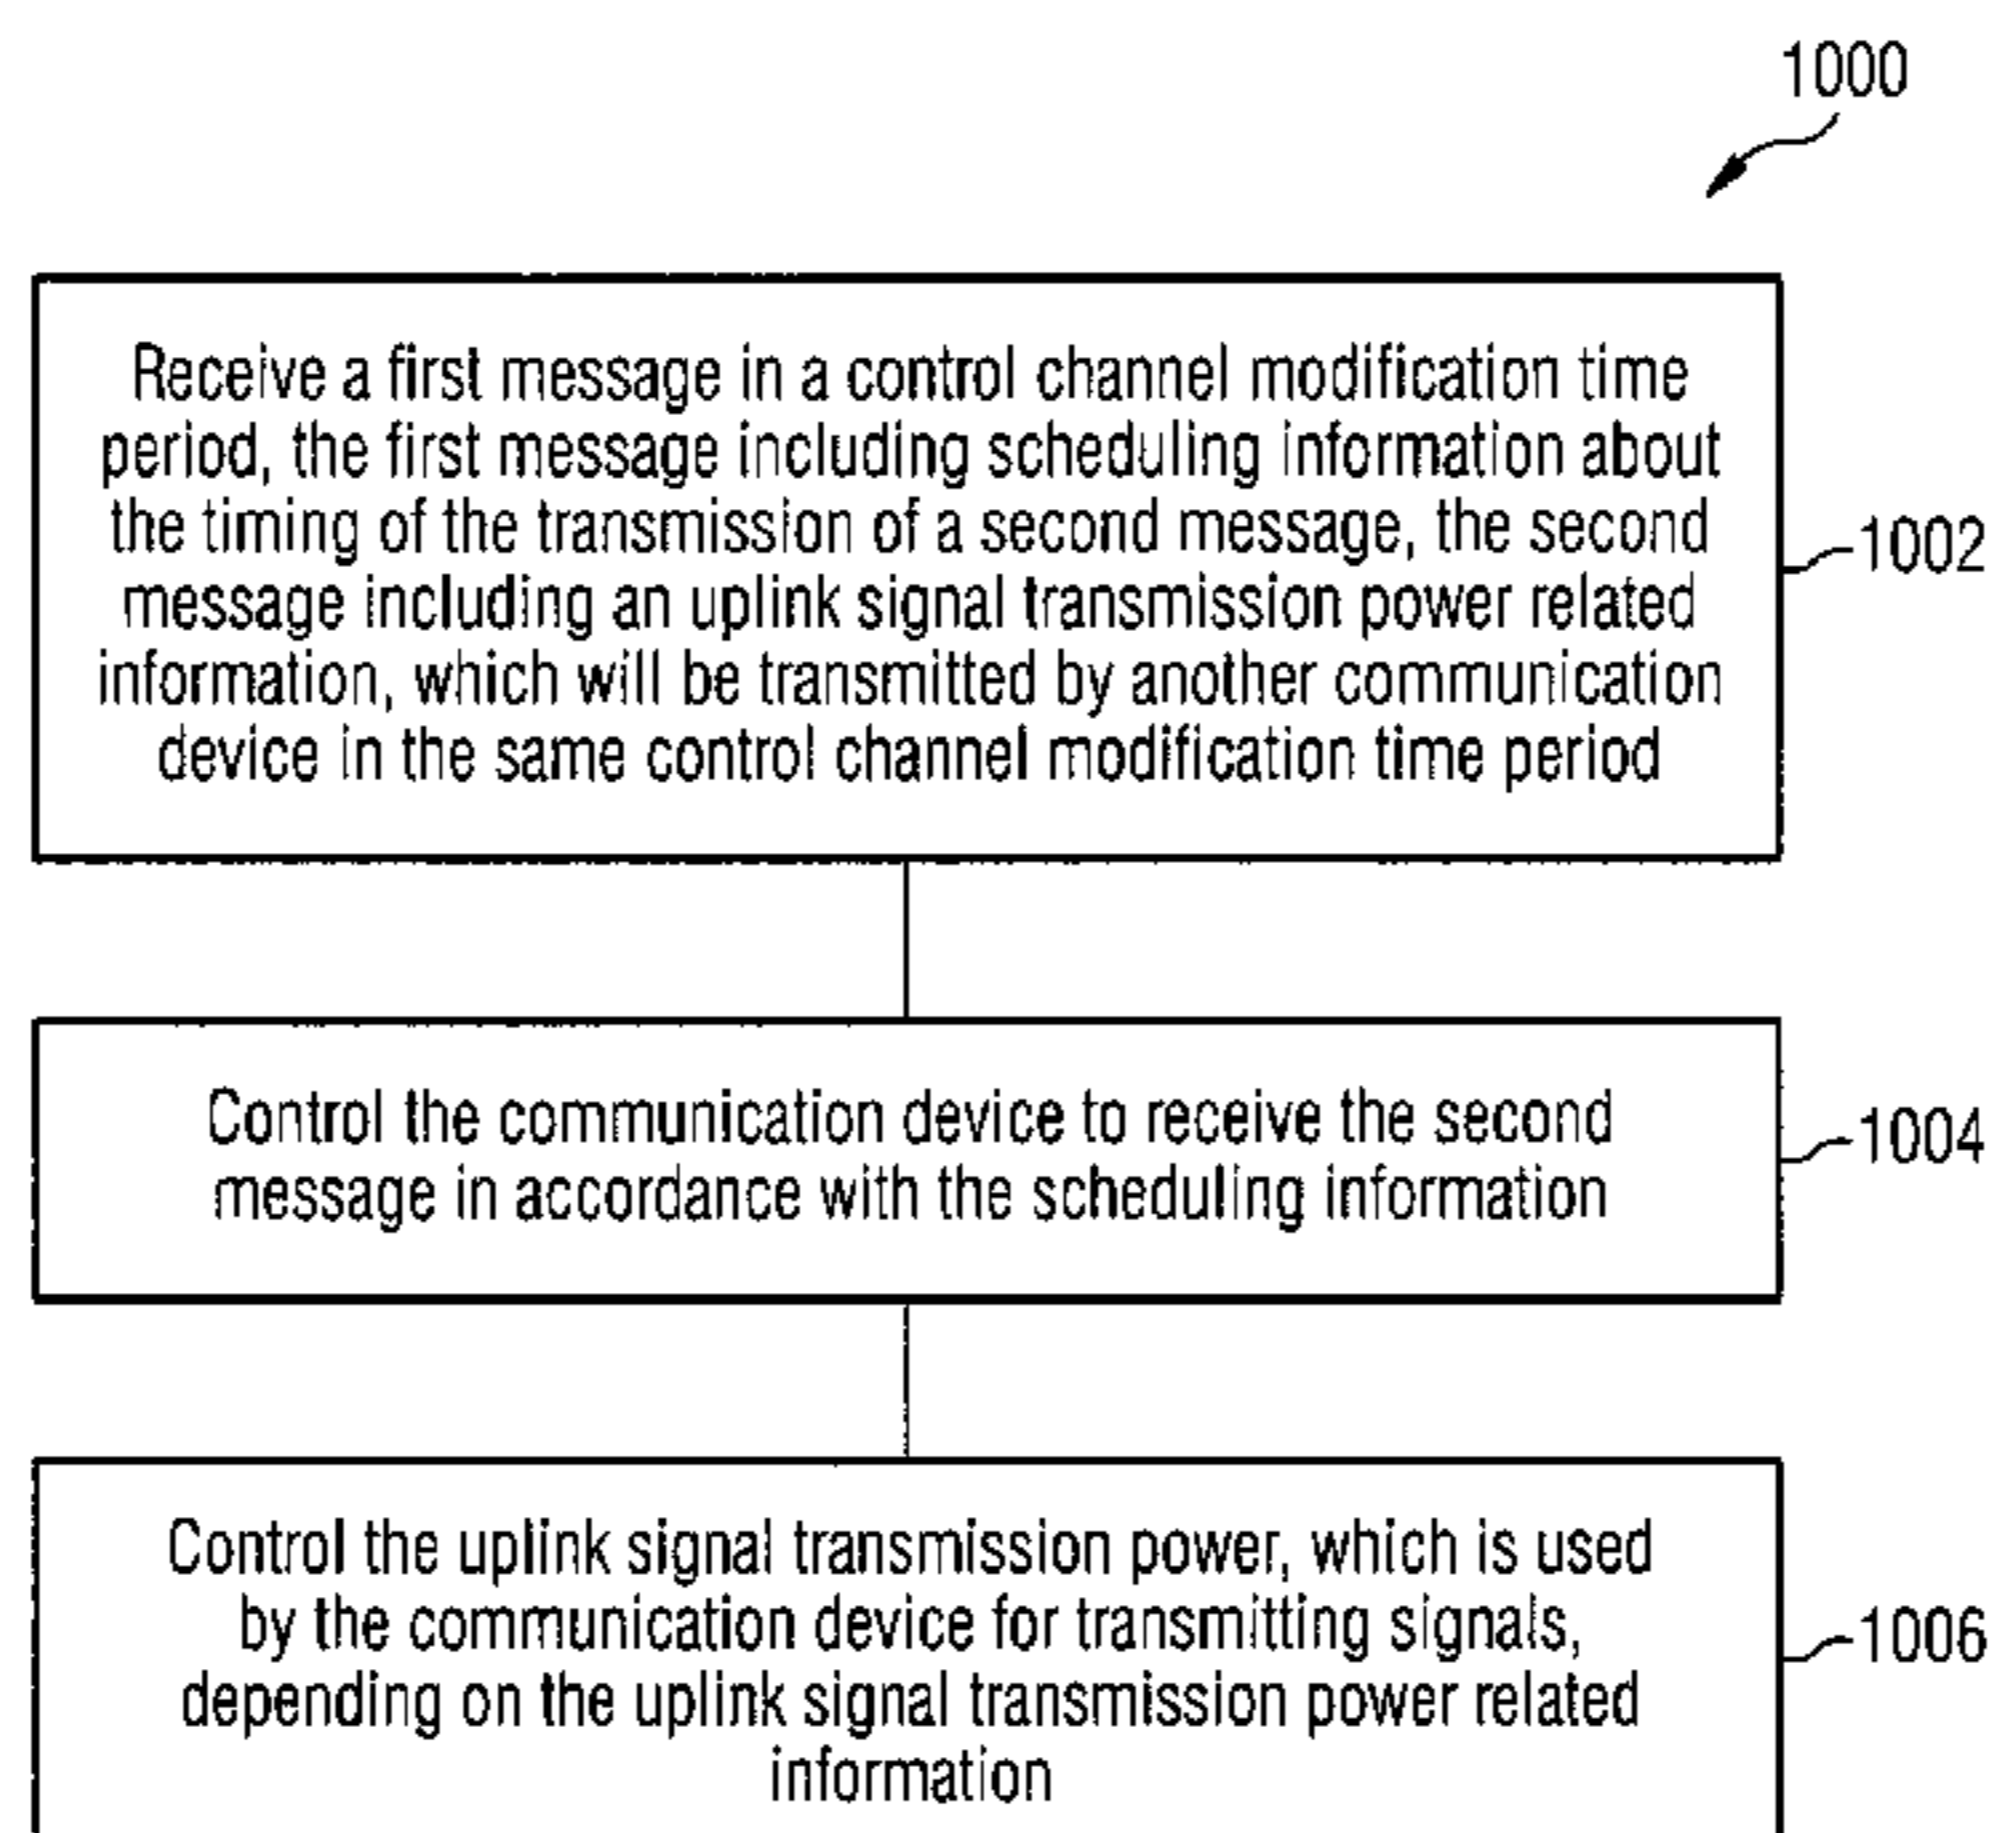 1000
Receive a first message in a control channel modification time
period, the first message including scheduling information about
the timing of the transmission of a second message, the second
message including an uplink signal transmission power related
information, which will be transmitted by another communication
device in the same control channel modification time period
1002
Control the communication device to receive the second
message in accordance with the scheduling information
1004
Control the uplink signal transmission power, which is used
by the communication device for transmitting signals,
depending on the uplink signal transmission power related
information
1006